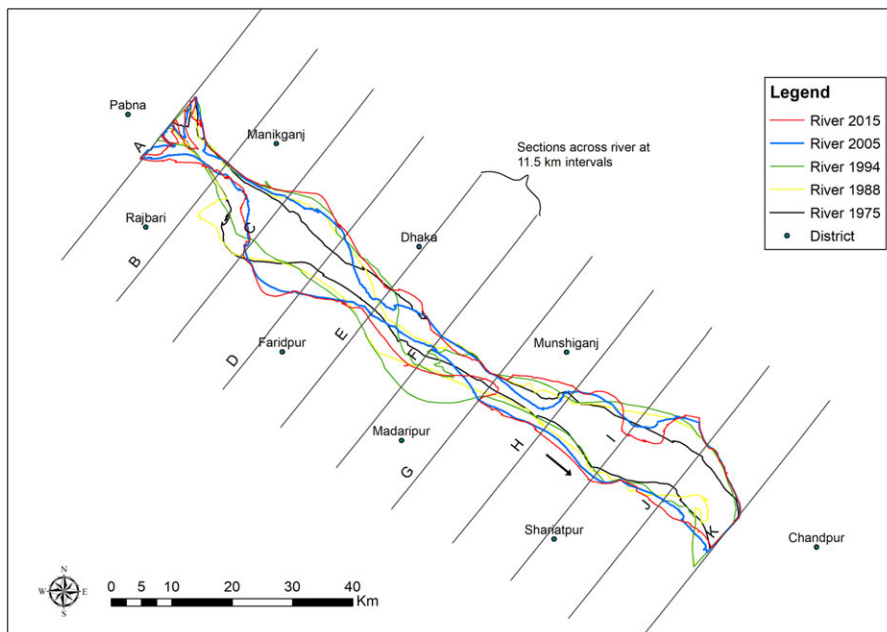 Pabna
A
Manikganj
Sections across river at
11.5 km intervals
Legend
River 2015
River 2005
River 1994
River 1988
River 1975
District
Rajbari
C
B
Dhaka
Faridpur
D
E
F
Munshiganj
Madaripur
G
H
I
J
K
Shariatpur
Chandpur
N
W E
S
0 5 10 20 30 40
Km